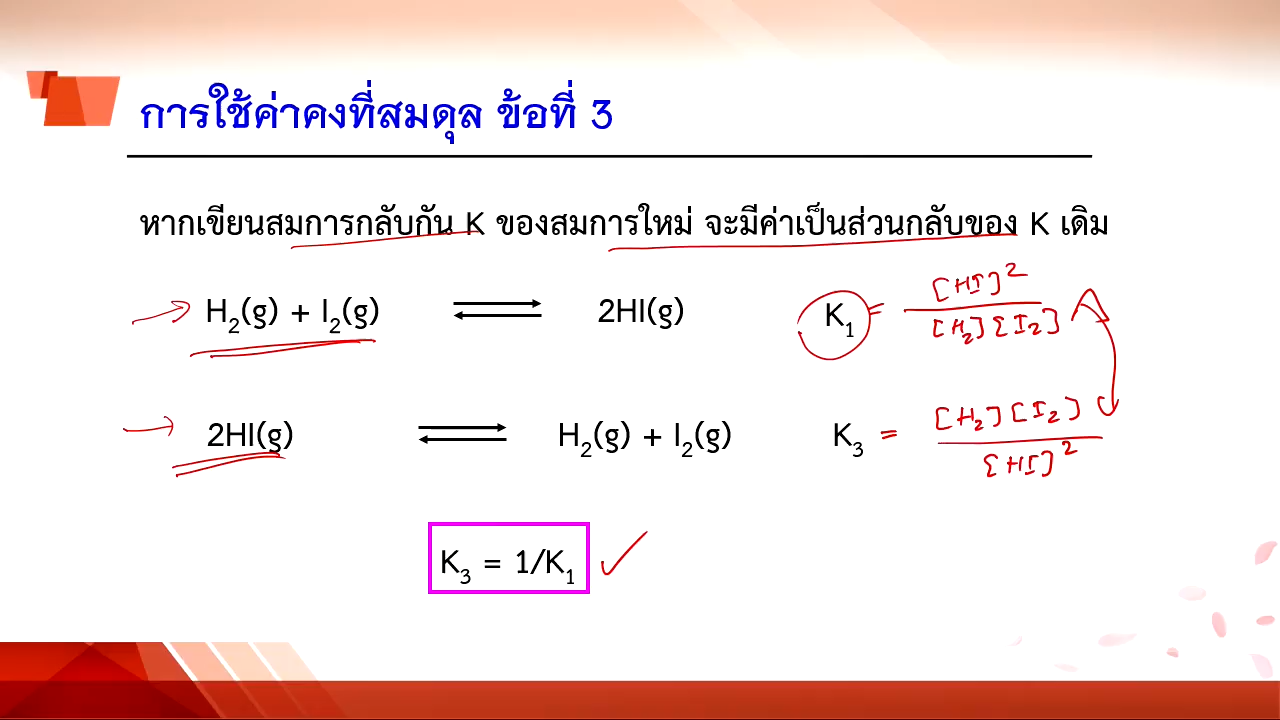 การใช้ค่าคงที่สมดุล ข้อที่ 3
หากเขียนสมการกลับกัน K ของสมการใหม่ จะมีค่าเป็นส่วนกลับของ K เดิม
H₂(g) + I₂(g) ⇌ 2HI(g) K₁ = [HI]² / [H₂][I₂]
2HI(g) ⇌ H₂(g) + I₂(g) K₃ = [H₂][I₂] / [HI]²
K₃ = 1/K₁ ✓